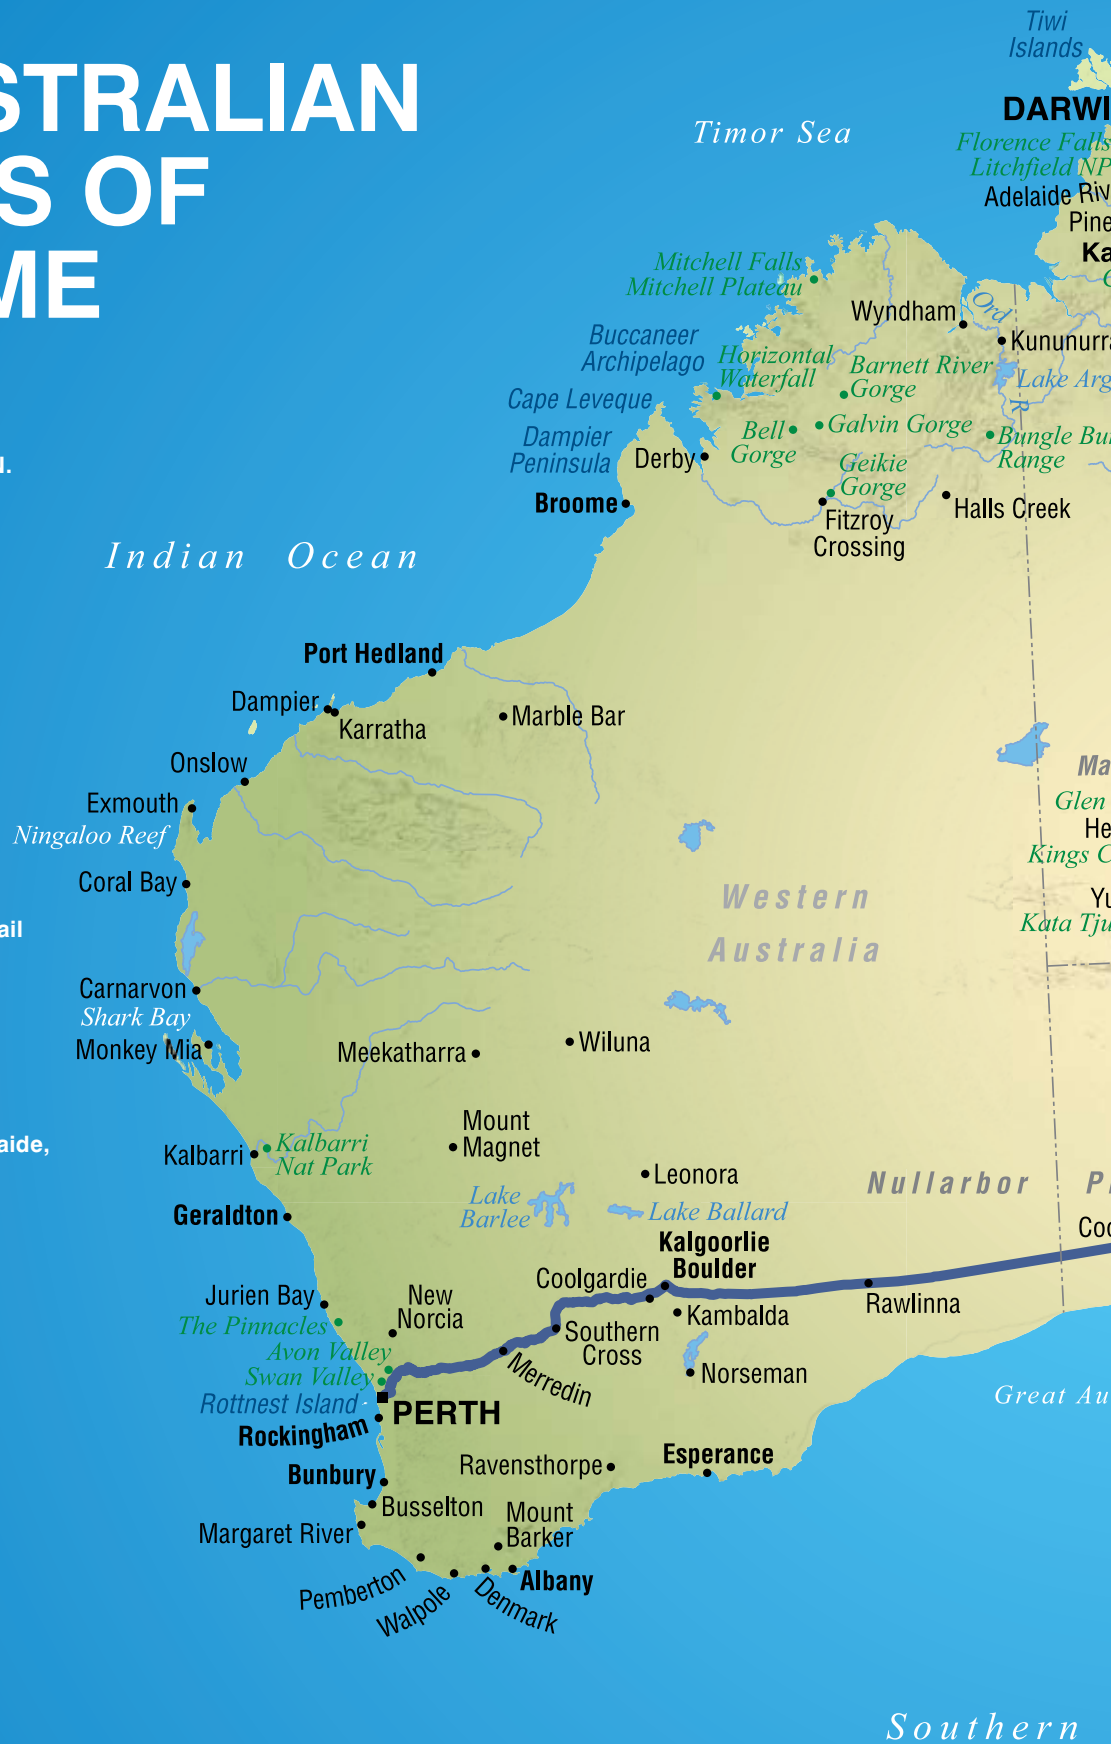 STRALIAN
S OF
ME
Tiwi
Islands
DARWI
Timor Sea
Florence Falls
Litchfield NP
Adelaide Riv
Pine
Ka
Mitchell Falls
Mitchell Plateau
Wyndham
Ord
Kununurra
Buccaneer
Archipelago
Horizontal
Waterfall
Barnett River
Gorge
Lake Arg
R
Cape Leveque
Dampier
Peninsula
Bell
Gorge
Galvin Gorge
Bungle Bu
Range
Derby
Geikie
Gorge
Broome
Fitzroy
Crossing
Halls Creek
Indian Ocean
Port Hedland
Dampier
Karratha
Marble Bar
Onslow
Exmouth
Ningaloo Reef
Coral Bay
Ma
Glen
He
Kings C
Yu
Kata Tju
Western
Australia
ail
Carnarvon
Shark Bay
Monkey Mia
Meekatharra
Wiluna
Mount
Magnet
aide,
Kalbarri
Kalbarri
Nat Park
Leonora
Nullarbor Pl
Lake
Barlee
Lake Ballard
Geraldton
Coo
Kalgoorlie
Boulder
Coolgardie
Kambalda
Rawlinna
Jurien Bay
New
Norcia
The Pinnacles
Southern
Cross
Avon Valley
Merredin
Swan Valley
Norseman
Rottnest Island
PERTH
Great Au
Rockingham
Bunbury
Ravensthorpe
Esperance
Busselton
Mount
Barker
Margaret River
Pemberton
Walpole
Denmark
Albany
Southern